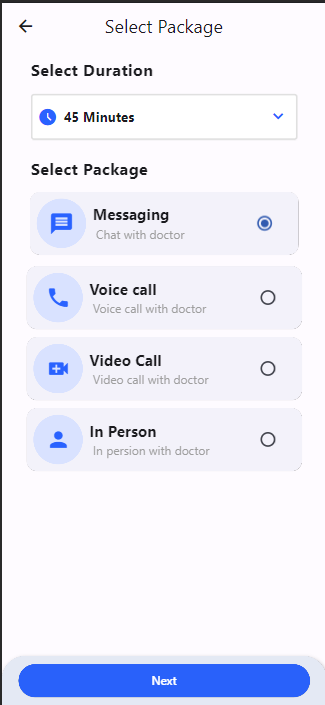 Select Package
Select Duration
45 Minutes
Select Package
Messaging
Chat with doctor
Voice call
Voice call with doctor
Video Call
Video call with doctor
In Person
In persion with doctor
Next